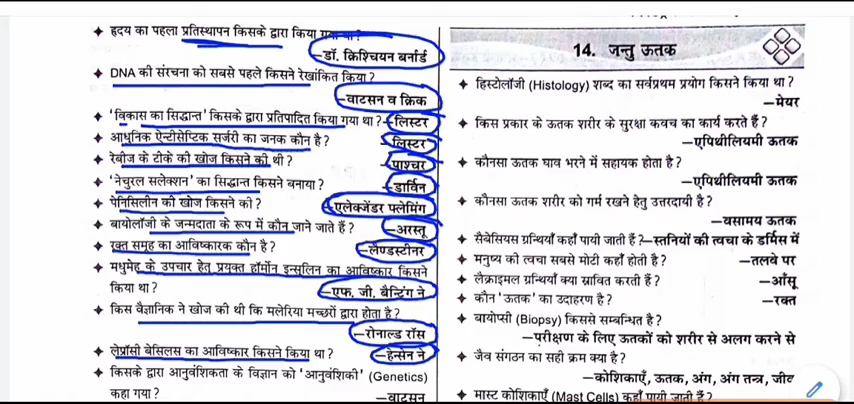 ✦ हृदय का पहला प्रतिस्थापन किसके द्वारा किया गया था?
—डॉ. क्रिश्चियन बर्नार्ड
✦ DNA की संरचना को सबसे पहले किसने रेखांकित किया?
—वाटसन व क्रिक
✦ 'विकास का सिद्धान्त' किसके द्वारा प्रतिपादित किया गया था?—लिस्टर
✦ आधुनिक ऐन्टीसेप्टिक सर्जरी का जनक कौन है? —लिस्टर
✦ रेबीज के टीके की खोज किसने की थी? —पाश्चर
✦ 'नेचुरल सलेक्शन' का सिद्धान्त किसने बनाया? —डार्विन
✦ पेनिसिलीन की खोज किसने की? —एलेक्जेंडर फ्लेमिंग
✦ बायोलॉजी के जन्मदाता के रूप में कौन जाने जाते हैं? —अरस्तू
✦ रक्त समूह का आविष्कारक कौन है? —लैण्डस्टीनर
✦ मधुमेह के उपचार हेतु प्रयुक्त हॉर्मोन इन्सुलिन का आविष्कार किसने
किया था? —एफ. जी. बैन्टिंग ने
✦ किस वैज्ञानिक ने खोज की थी कि मलेरिया मच्छरों द्वारा होता है?
—रोनाल्ड रॉस
✦ लेप्रॉसी बेसिलस का आविष्कार किसने किया था? —हेन्सेन ने
✦ किसके द्वारा आनुवंशिकता के विज्ञान को 'आनुवंशिकी' (Genetics)
कहा गया? —वाटसन
14. जन्तु ऊतक
✦ हिस्टोलॉजी (Histology) शब्द का सर्वप्रथम प्रयोग किसने किया था?
—मेयर
✦ किस प्रकार के ऊतक शरीर के सुरक्षा कवच का कार्य करते हैं?
—एपिथीलियमी ऊतक
✦ कौनसा ऊतक घाव भरने में सहायक होता है?
—एपिथीलियमी ऊतक
✦ कौनसा ऊतक शरीर को गर्म रखने हेतु उत्तरदायी है?
—वसामय ऊतक
✦ सैबेसियस ग्रन्थियाँ कहाँ पायी जाती हैं?—स्तनियों की त्वचा के डर्मिस में
✦ मनुष्य की त्वचा सबसे मोटी कहाँ होती है? —तलवे पर
✦ लैक्राइमल ग्रन्थियाँ क्या स्रावित करती हैं? —आँसू
✦ कौन 'ऊतक' का उदाहरण है? —रक्त
✦ बायोप्सी (Biopsy) किससे सम्बन्धित है?
—परीक्षण के लिए ऊतकों को शरीर से अलग करने से
✦ जैव संगठन का सही क्रम क्या है?
—कोशिकाएँ, ऊतक, अंग, अंग तन्त्र, जीव
✦ मास्ट कोशिकाएँ (Mast Cells) कहाँ पायी जाती हैं?